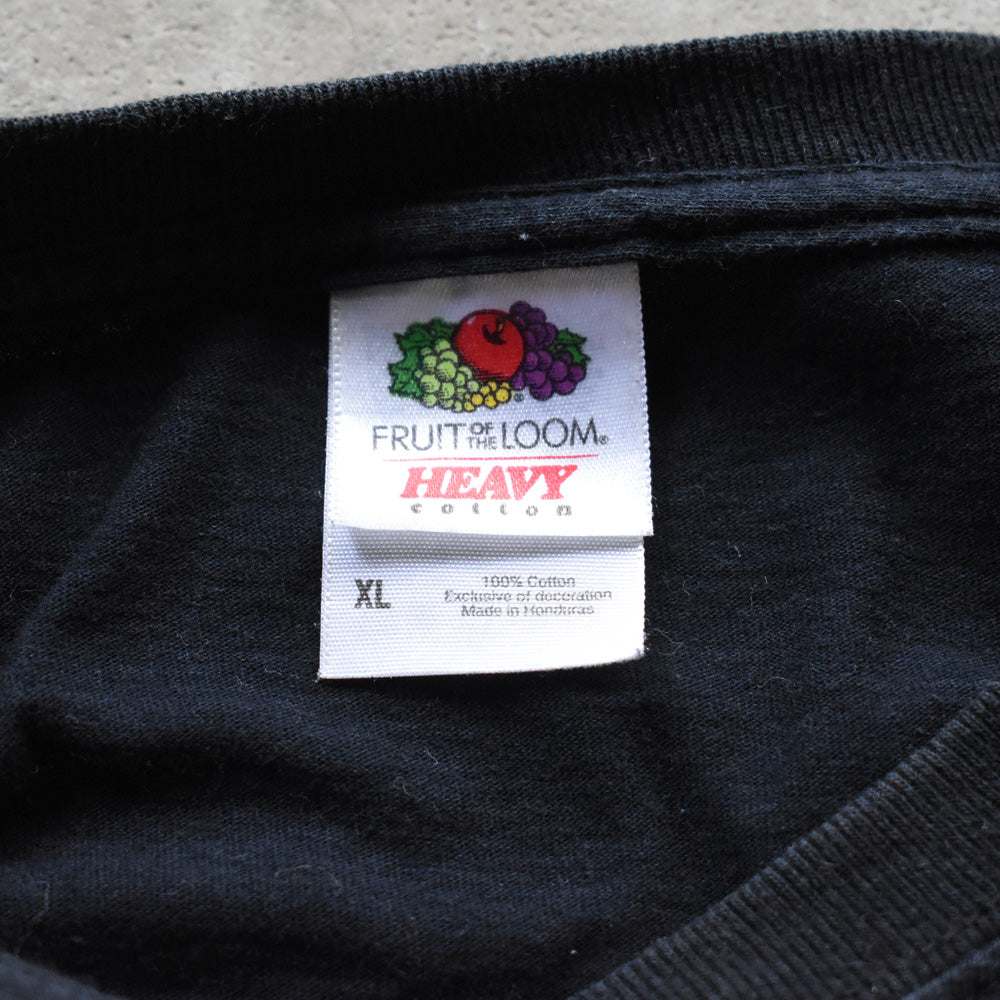 FRUIT OF THE LOOM®
HEAVY
cotton
XL
100% Cotton
Exclusive of decoration
Made in Honduras